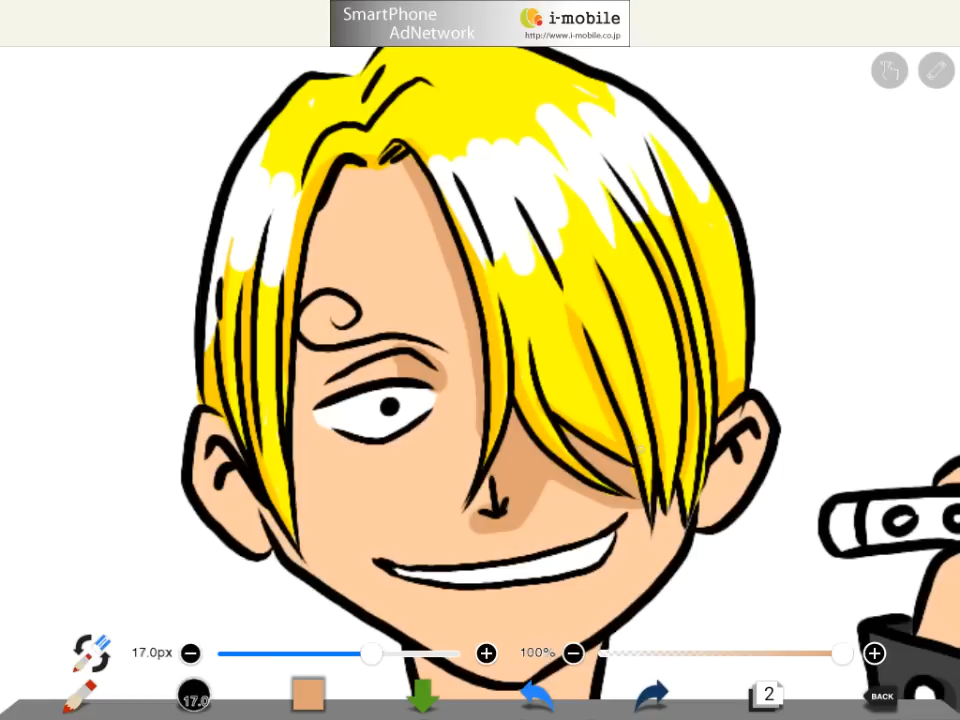 SmartPhone
AdNetwork
i-mobile
http://www.i-mobile.co.jp
17.0px
100%
17.0
2
BACK